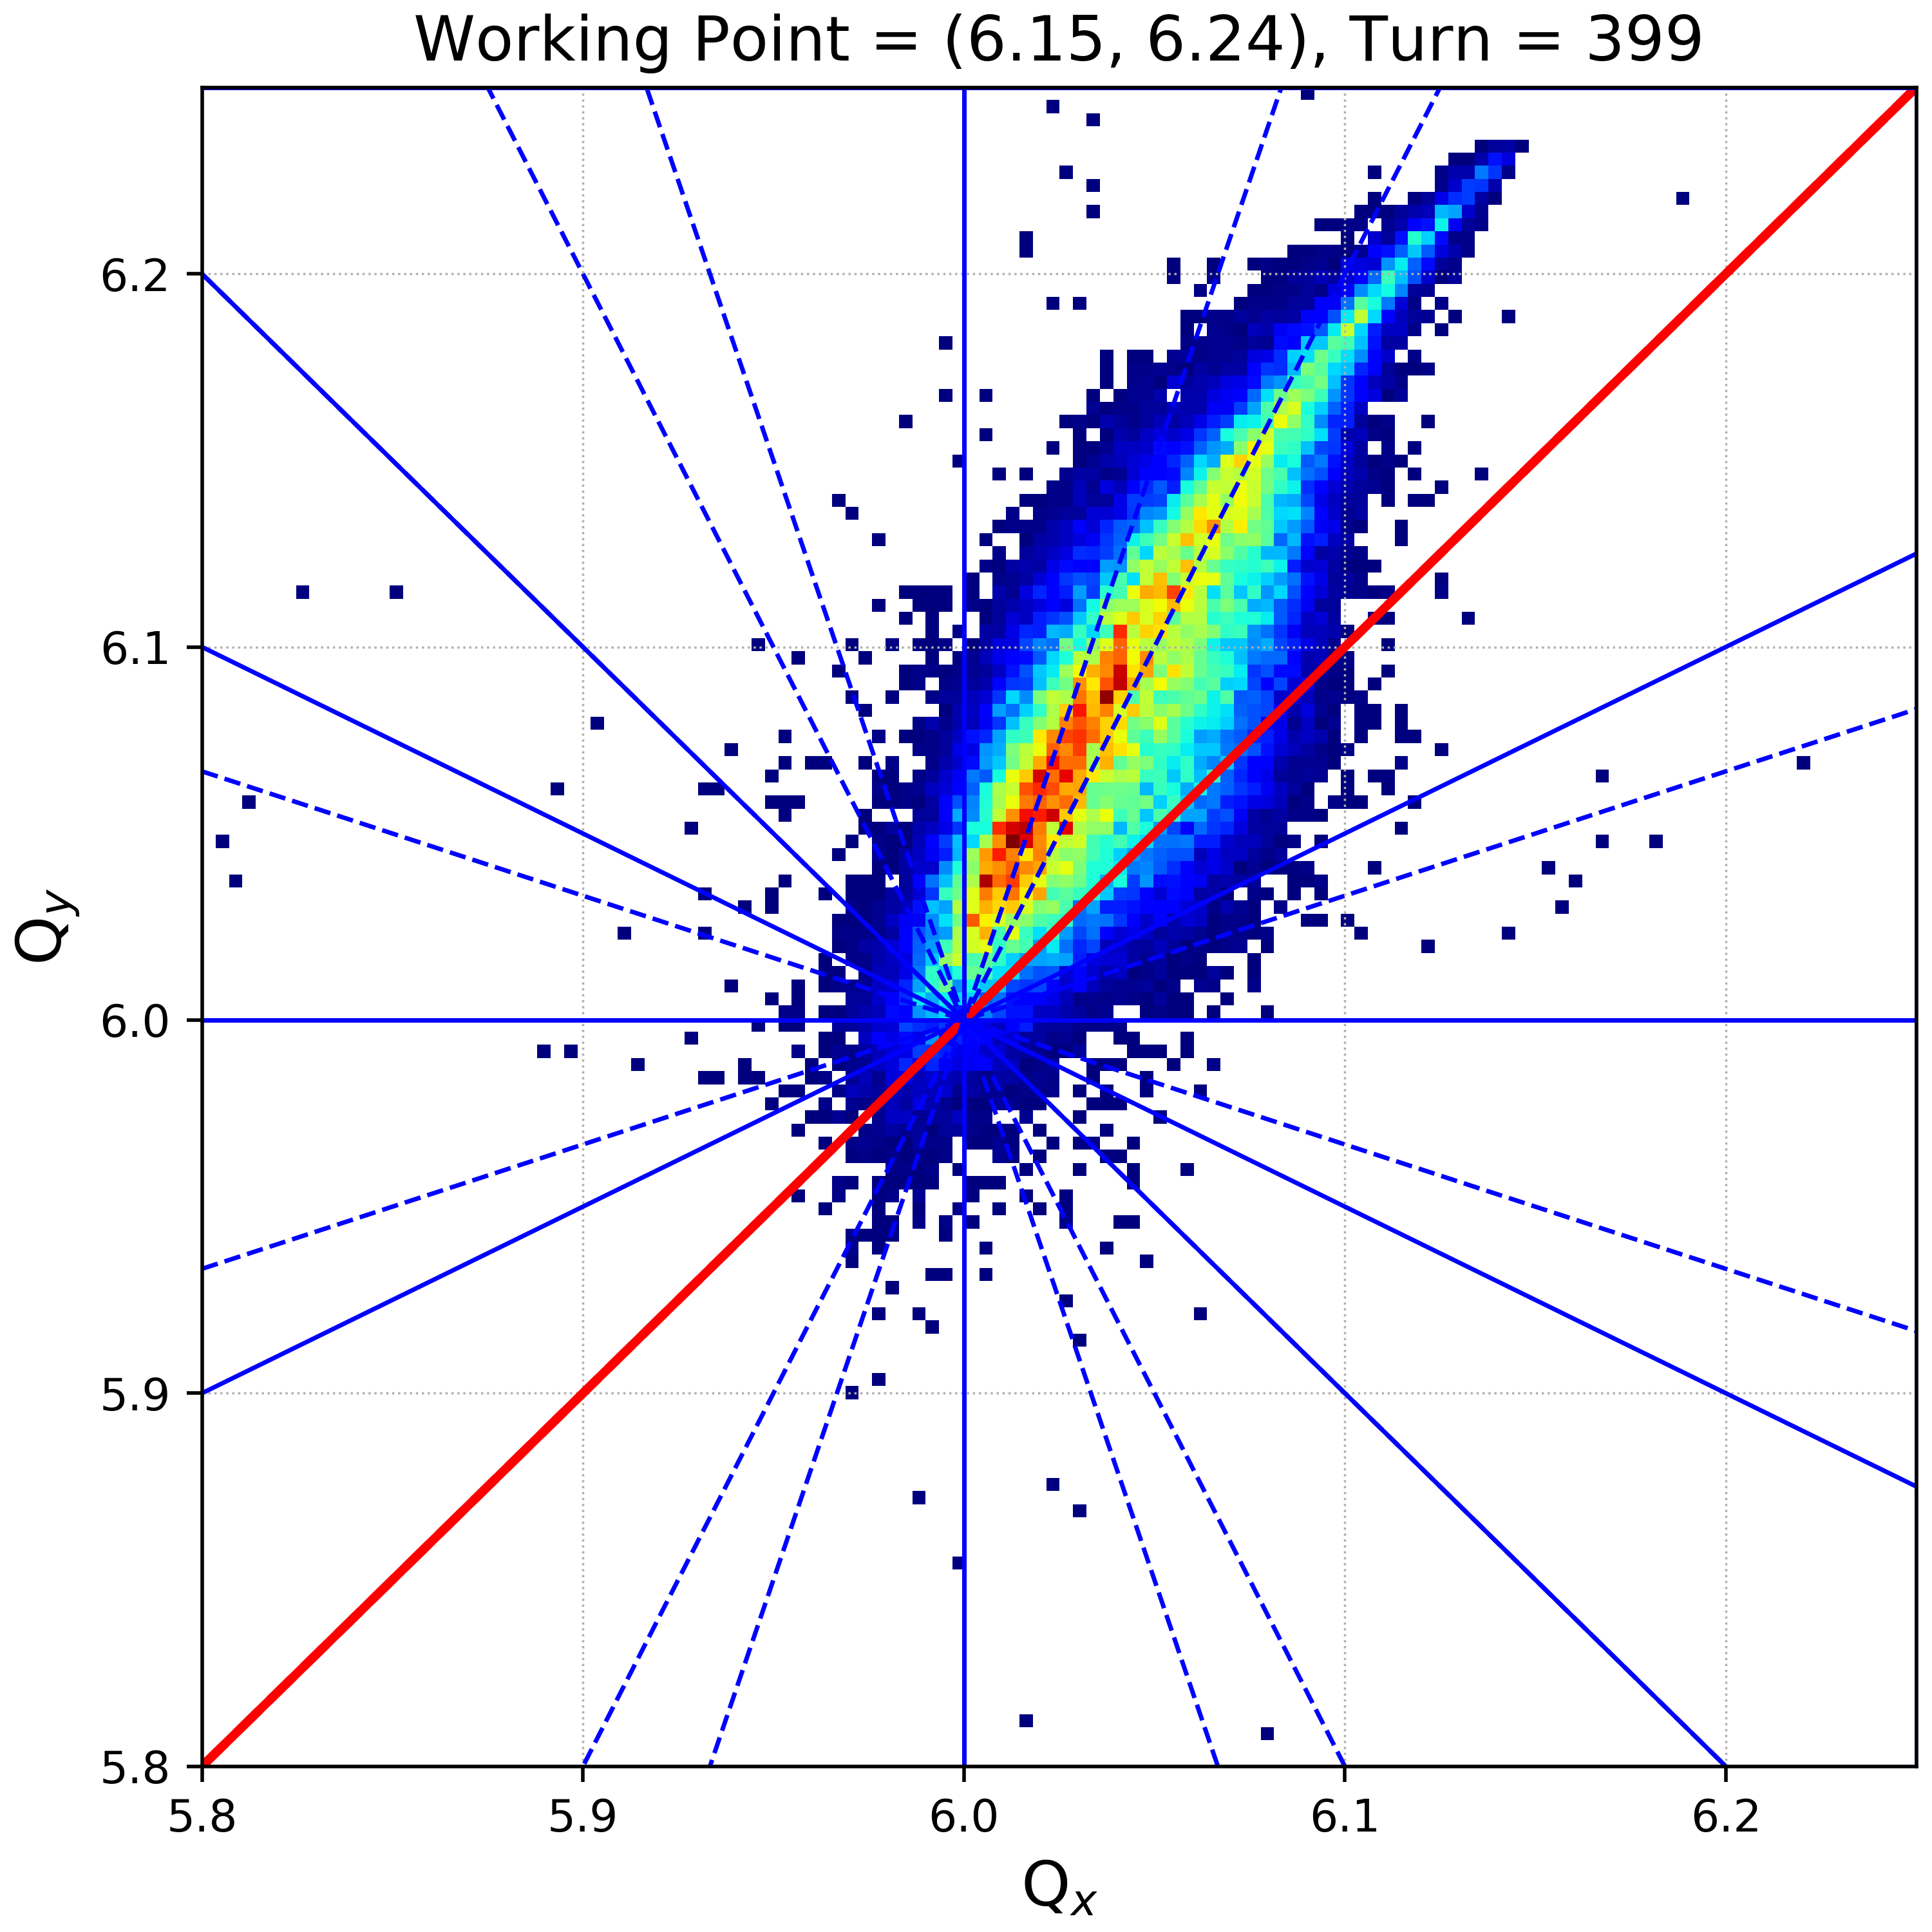 Working Point = (6.15, 6.24), Turn = 399
6.2
6.1
6.0
5.9
5.8
Qy
5.8 5.9 6.0 6.1 6.2
Qx